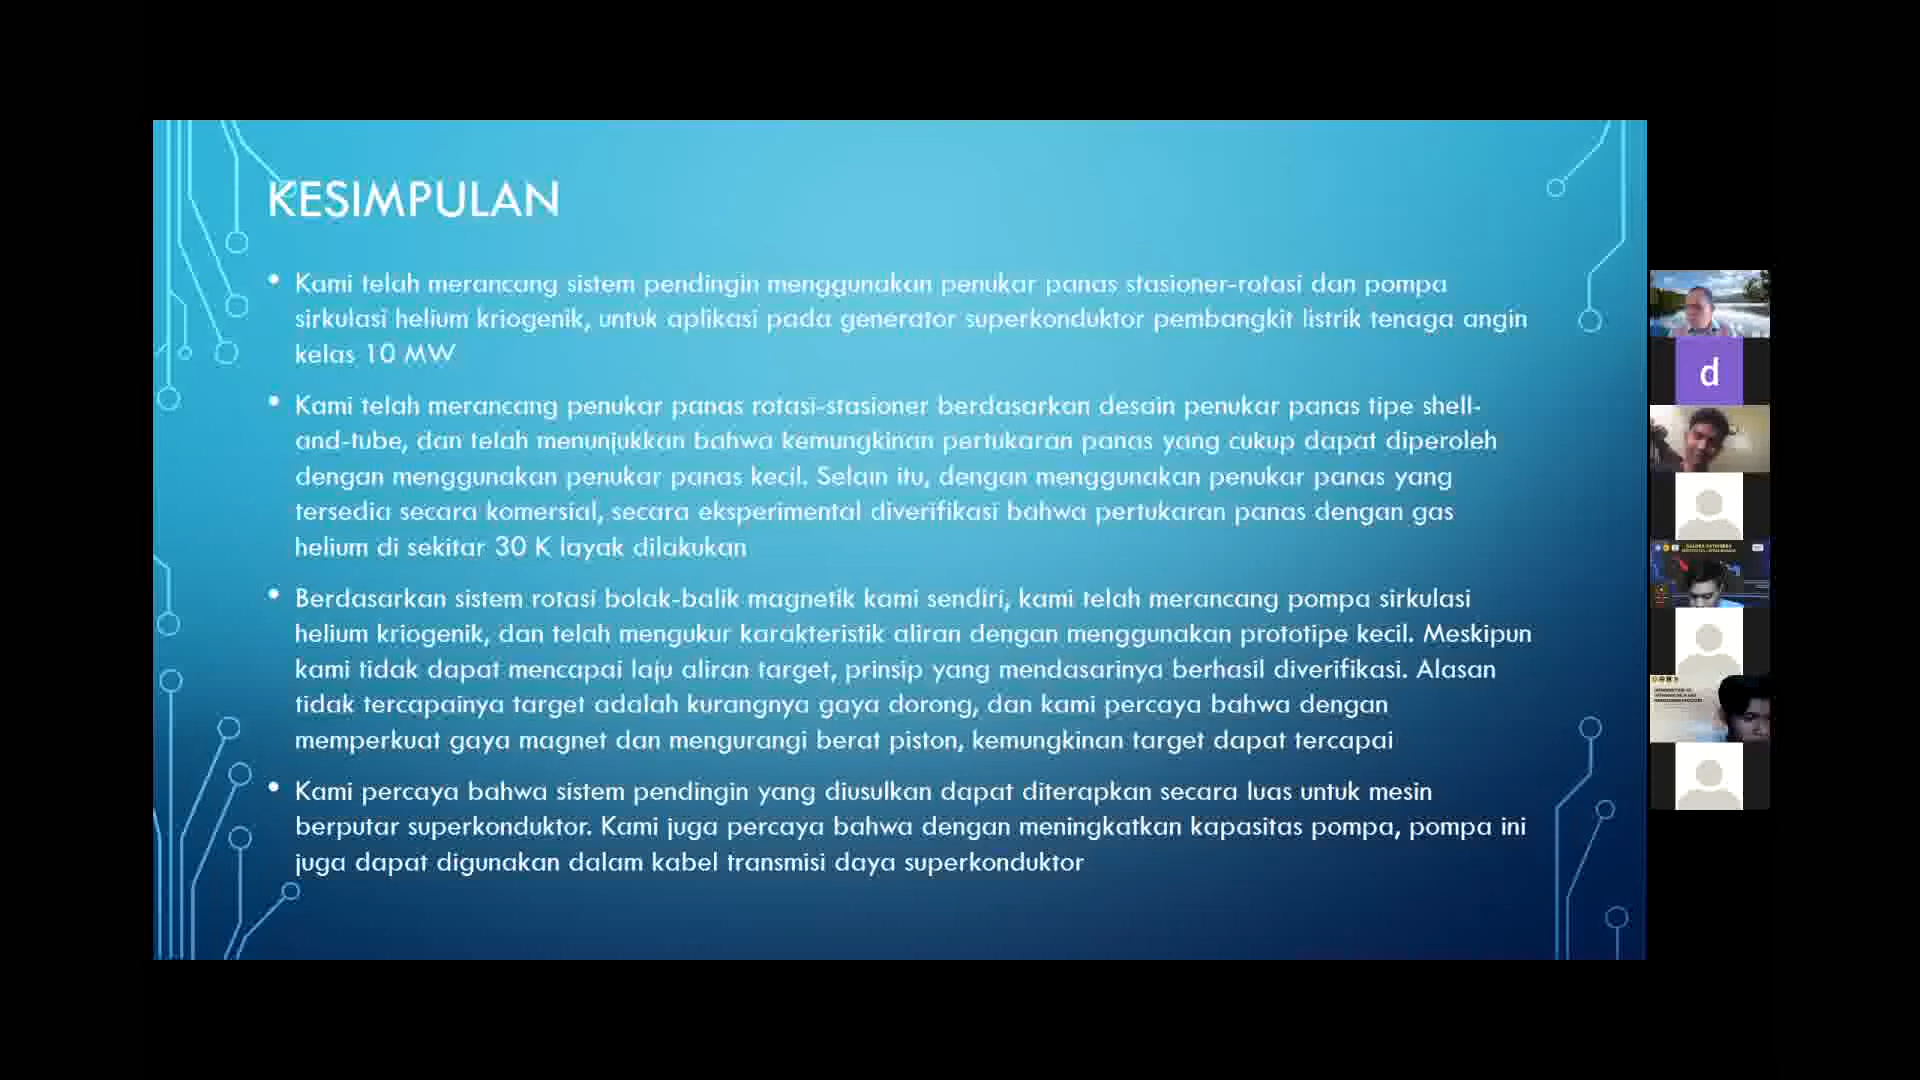 KESIMPULAN
• Kami telah merancang sistem pendingin menggunakan penukar panas stasioner-rotasi dan pompa
sirkulasi helium kriogenik, untuk aplikasi pada generator superkonduktor pembangkit listrik tenaga angin
kelas 10 MW
• Kami telah merancang penukar panas rotasi-stasioner berdasarkan desain penukar panas tipe shell-
and-tube, dan telah menunjukkan bahwa kemungkinan pertukaran panas yang cukup dapat diperoleh
dengan menggunakan penukar panas kecil. Selain itu, dengan menggunakan penukar panas yang
tersedia secara komersial, secara eksperimental diverifikasi bahwa pertukaran panas dengan gas
helium di sekitar 30 K layak dilakukan
• Berdasarkan sistem rotasi bolak-balik magnetik kami sendiri, kami telah merancang pompa sirkulasi
helium kriogenik, dan telah mengukur karakteristik aliran dengan menggunakan prototipe kecil. Meskipun
kami tidak dapat mencapai laju aliran target, prinsip yang mendasarinya berhasil diverifikasi. Alasan
tidak tercapainya target adalah kurangnya gaya dorong, dan kami percaya bahwa dengan
memperkuat gaya magnet dan mengurangi berat piston, kemungkinan target dapat tercapai
• Kami percaya bahwa sistem pendingin yang diusulkan dapat diterapkan secara luas untuk mesin
berputar superkonduktor. Kami juga percaya bahwa dengan meningkatkan kapasitas pompa, pompa ini
juga dapat digunakan dalam kabel transmisi daya superkonduktor
d